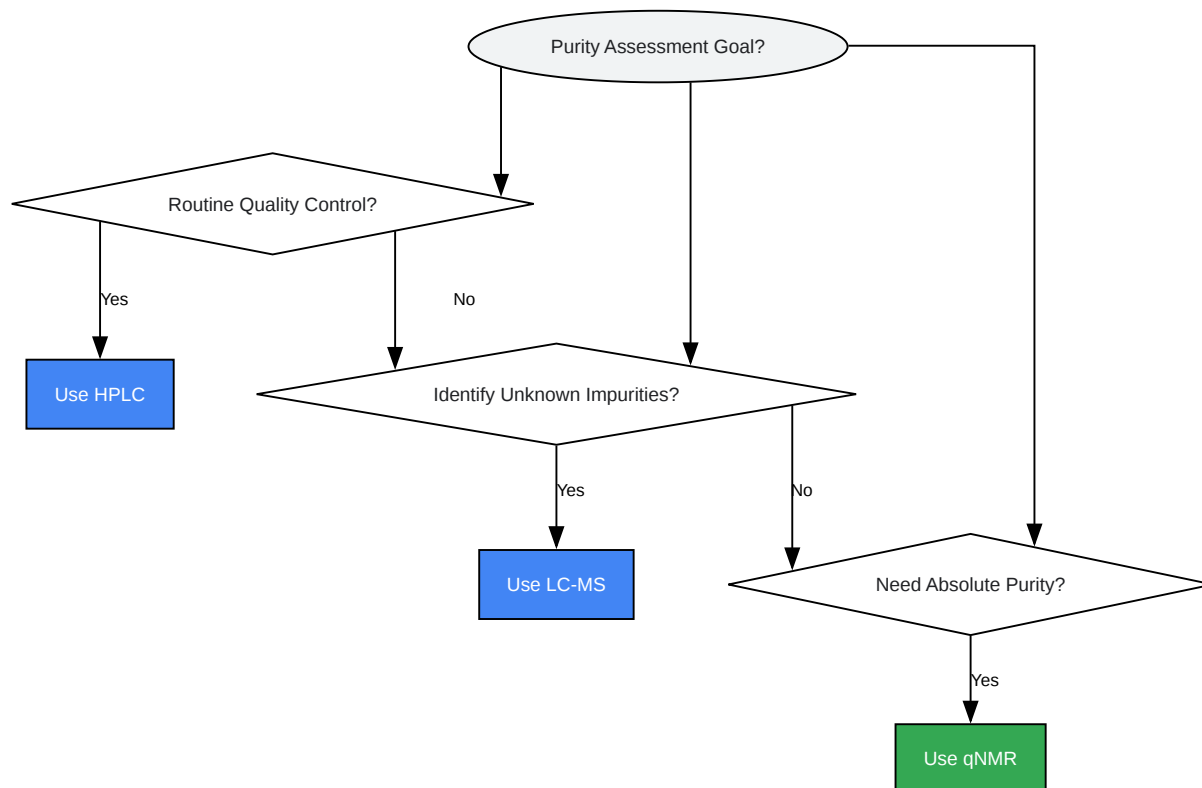 Purity Assessment Goal?
Routine Quality Control?
Yes
No
Use HPLC
Identify Unknown Impurities?
Yes
No
Use LC-MS
Need Absolute Purity?
Yes
Use qNMR